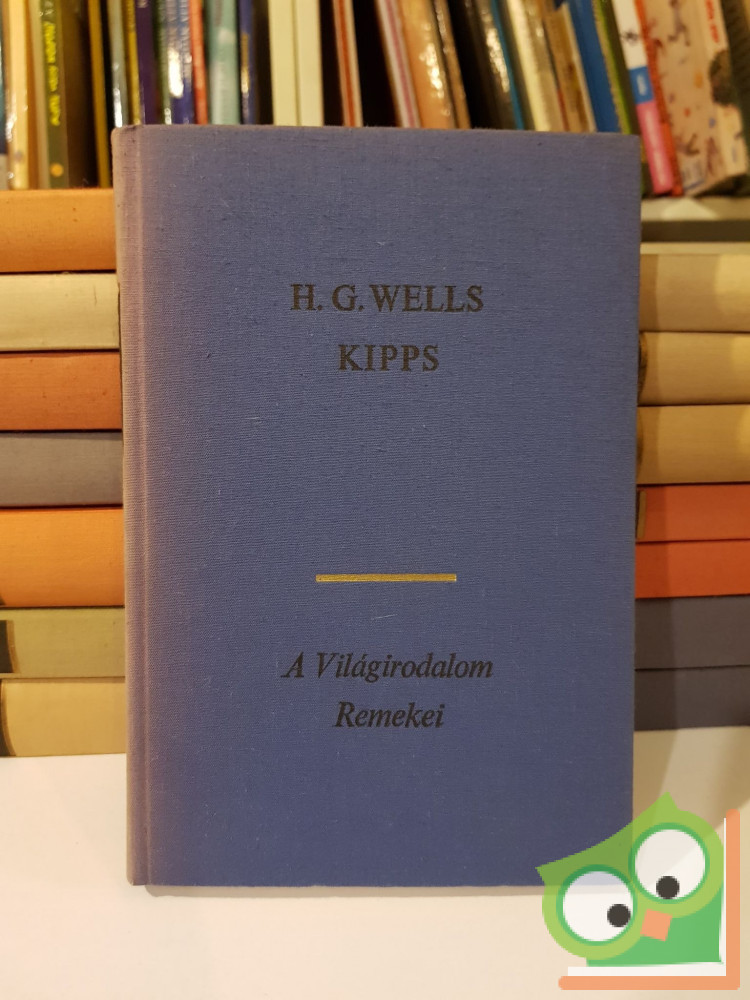 H. G. WELLS
KIPPS
A Világirodalom
Remekei